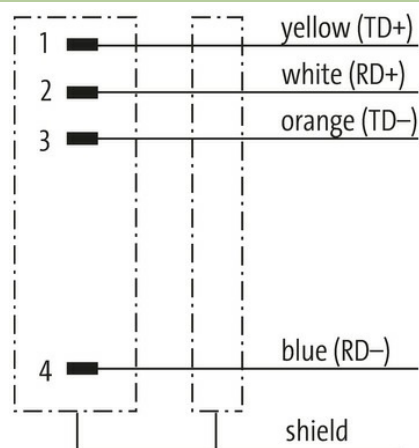 1 yellow (TD+)
2 white (RD+)
3 orange (TD–)
4 blue (RD–)
shield